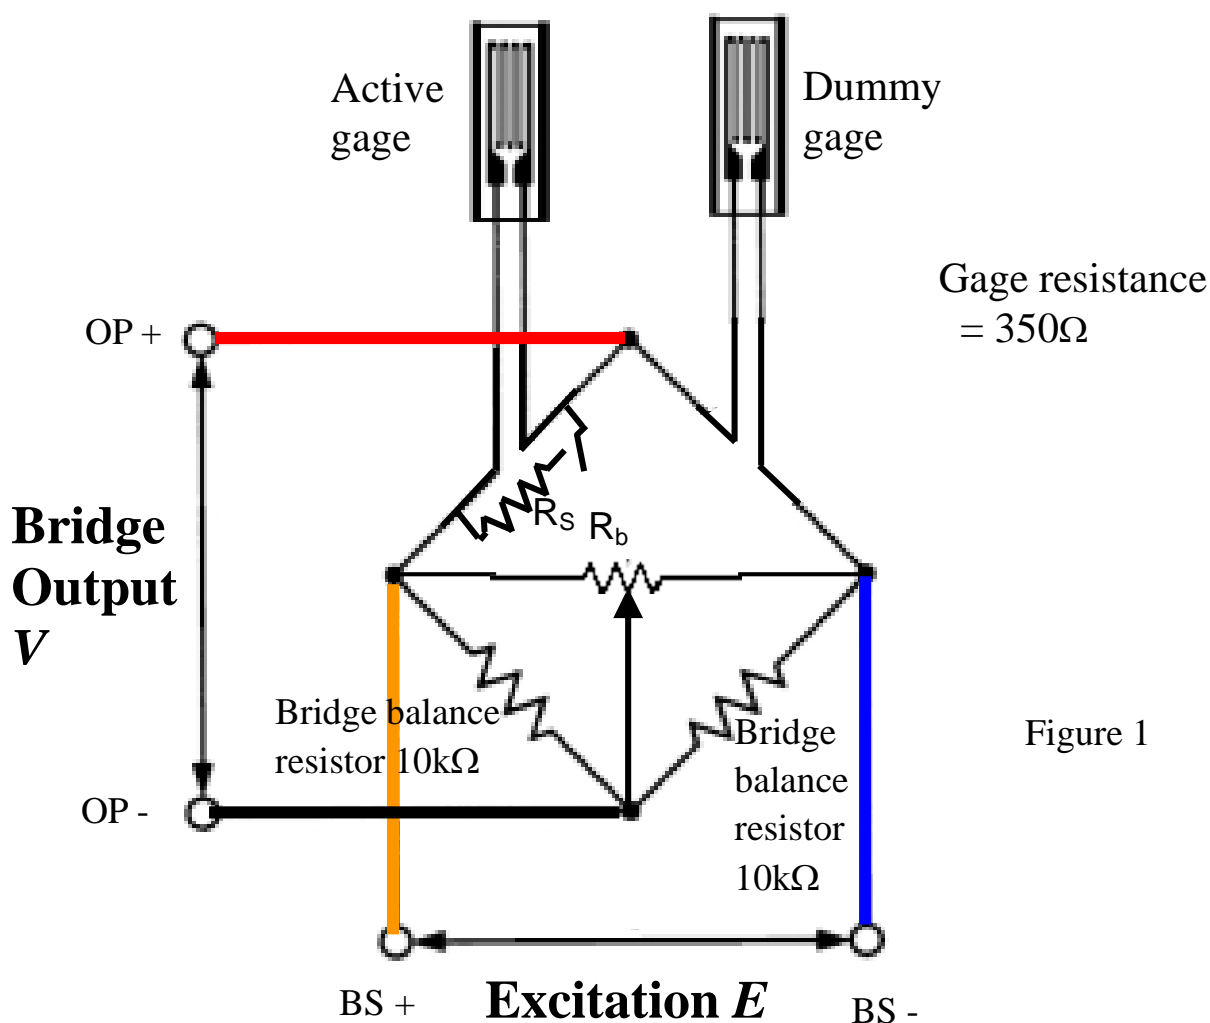 Active
gage
Dummy
gage
Gage resistance
= 350Ω
OP +
Bridge
Output
V
RS
Rb
Bridge balance
resistor 10kΩ
Bridge
balance
resistor
10kΩ
Figure 1
OP -
BS +
Excitation E
BS -